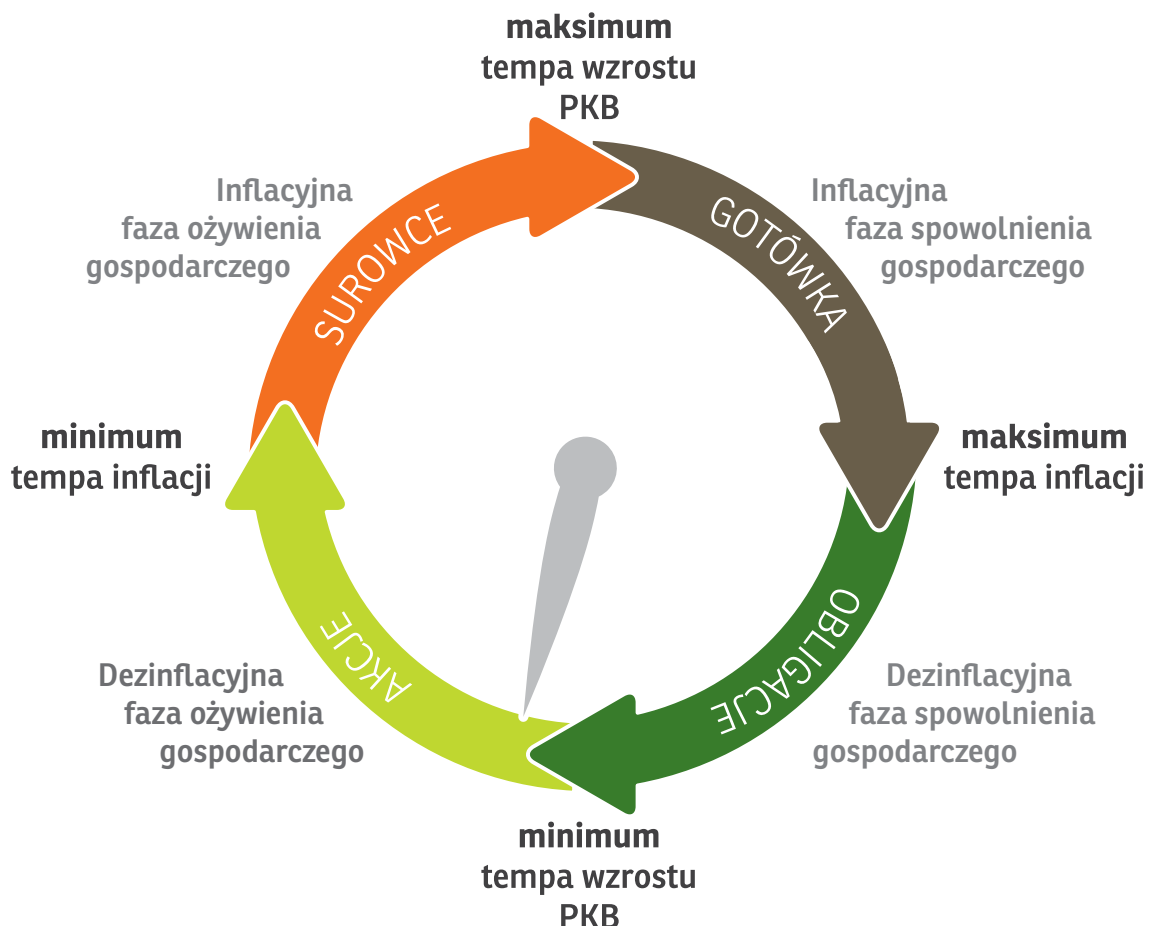 maksimum
tempa wzrostu
PKB
Inflacyjna
faza ożywienia
gospodarczego
Inflacyjna
faza spowolnienia
gospodarczego
SUROWCE
GOTÓWKA
minimum
tempa inflacji
maksimum
tempa inflacji
AKCJE
OBLIGACJE
Dezinflacyjna
faza ożywienia
gospodarczego
Dezinflacyjna
faza spowolnienia
gospodarczego
minimum
tempa wzrostu
PKB